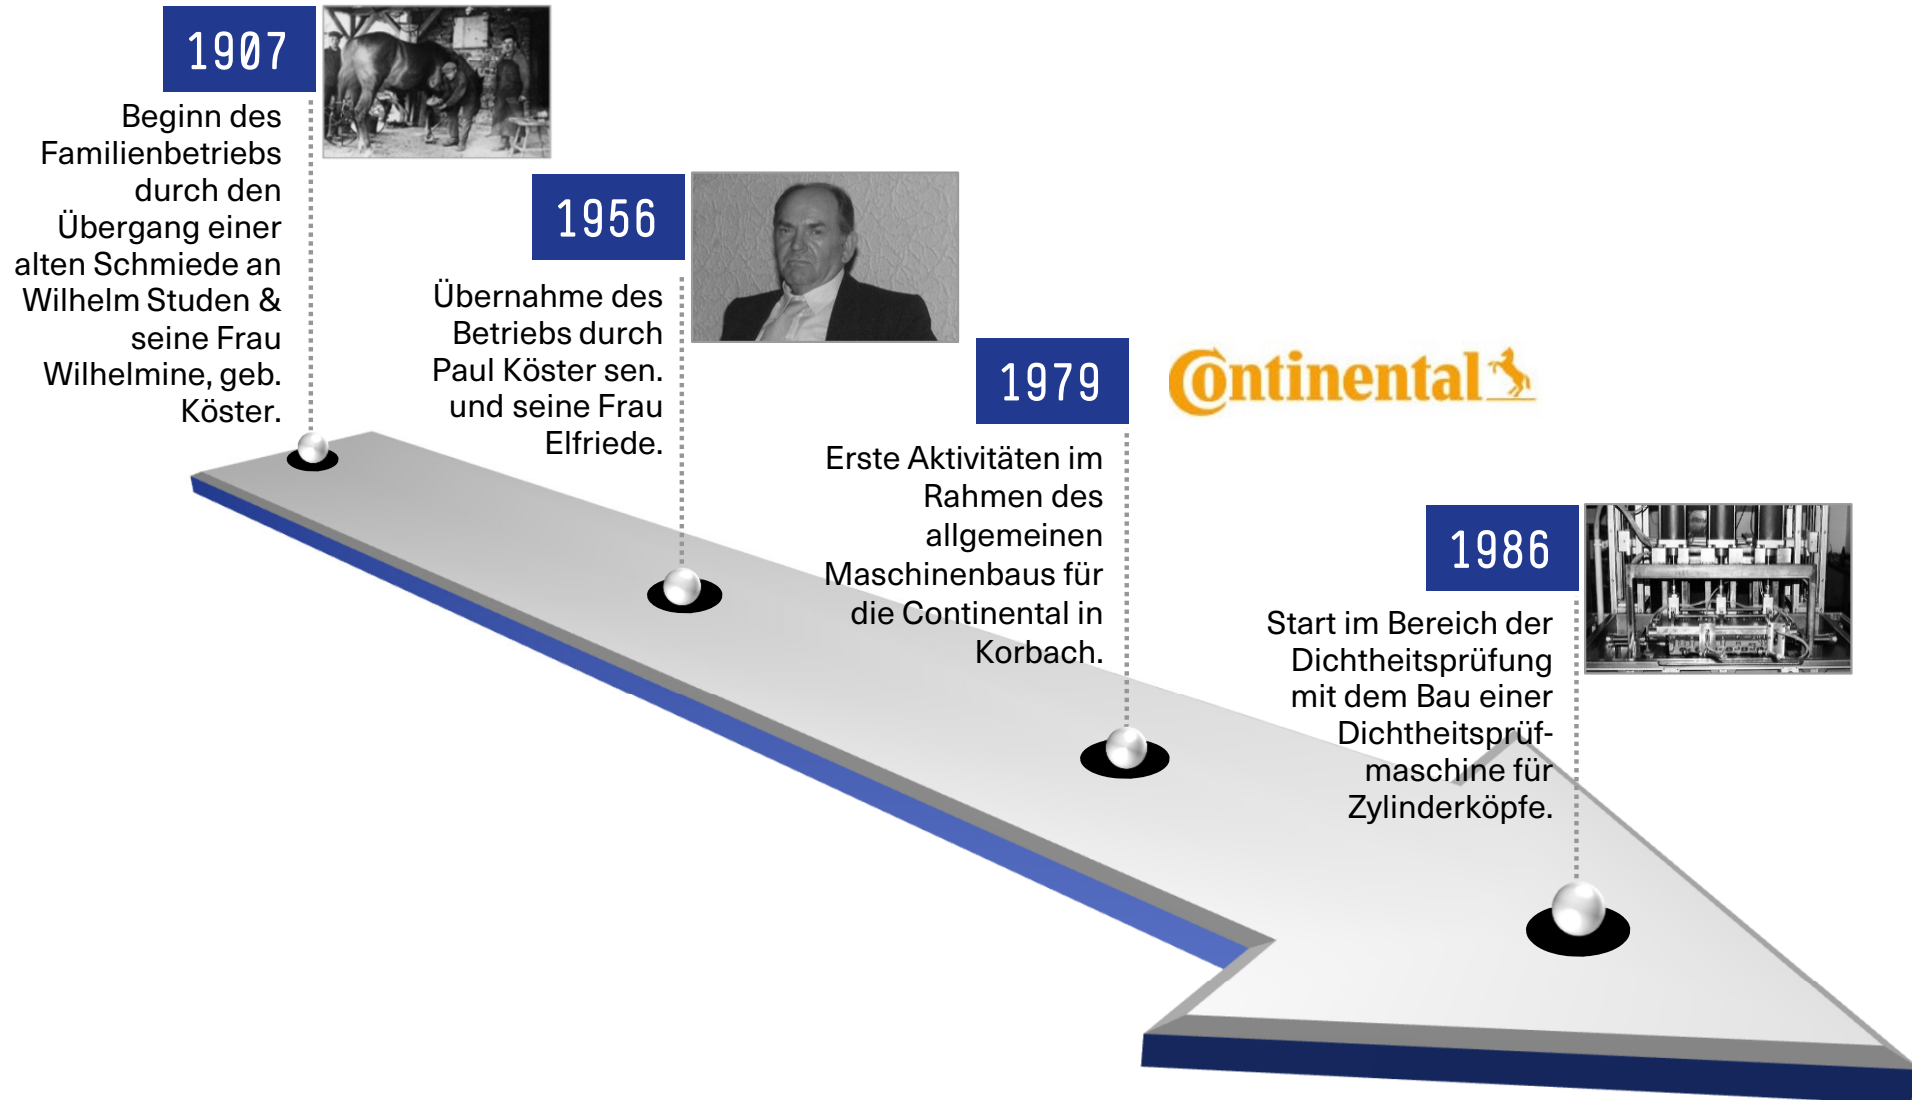 1907
Beginn des
Familienbetriebs
durch den
Übergang einer
alten Schmiede an
Wilhelm Studen &
seine Frau
Wilhelmine, geb.
Köster.
1956
Übernahme des
Betriebs durch
Paul Köster sen.
und seine Frau
Elfriede.
1979
Continental
Erste Aktivitäten im
Rahmen des
allgemeinen
Maschinenbaus für
die Continental in
Korbach.
1986
Start im Bereich der
Dichtheitsprüfung
mit dem Bau einer
Dichtheitsprüf-
maschine für
Zylinderköpfe.